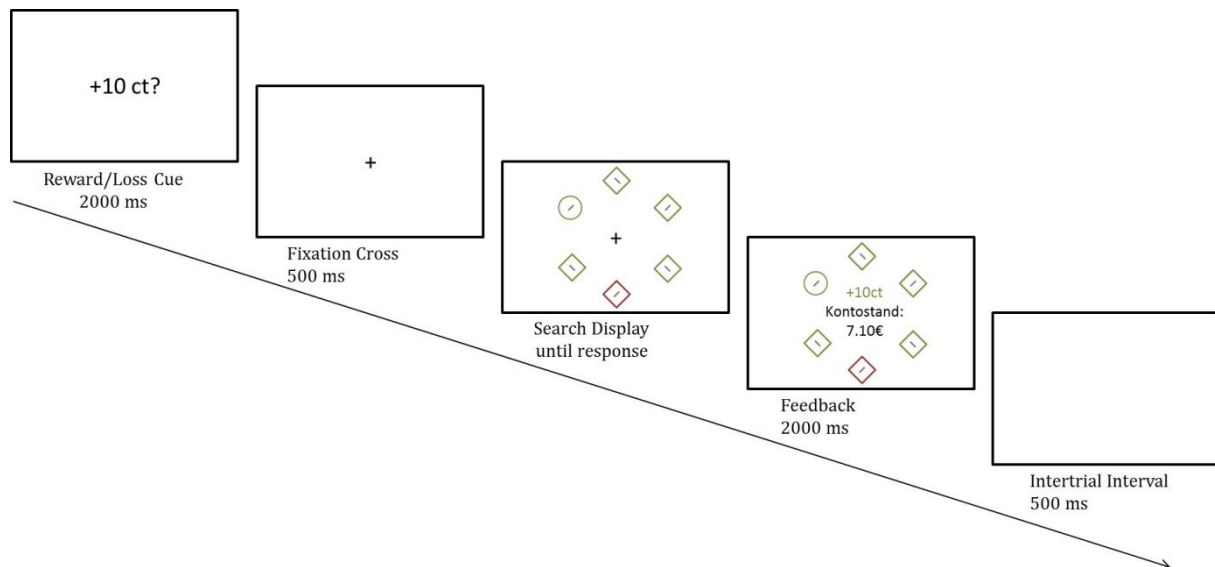 +10 ct?
Reward/Loss Cue
2000 ms
+
Fixation Cross
500 ms
+
Search Display
until response
+10ct
Kontostand:
7.10€
Feedback
2000 ms
Intertrial Interval
500 ms